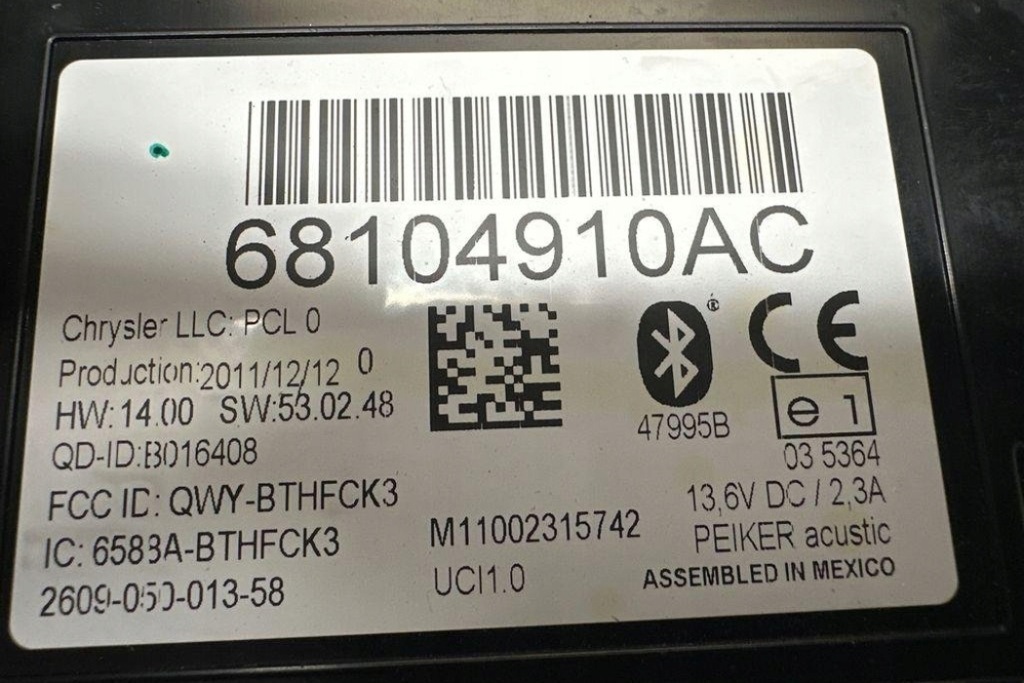 68104910AC
Chrysler LLC: PCL 0
Production:2011/12/12 0
HW:14.00 SW:53.02.48
QD-ID:B016408
FCC ID: QWY-BTHFCK3
IC: 6588A-BTHFCK3
2609-050-013-58
M11002315742
UCI1.0
®
47995B
CE
e 1
03 5364
13,6V DC / 2,3A
PEIKER acustic
ASSEMBLED IN MEXICO